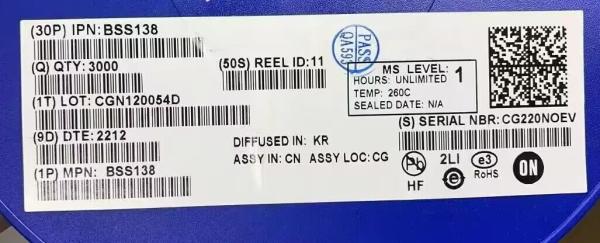 (30P) IPN:BSS138
(Q) QTY: 3000
(50S) REEL ID:11
PASS
QA595
MS LEVEL: 1
HOURS: UNLIMITED
TEMP: 260C
SEALED DATE: N/A
(1T) LOT: CGN120054D
(S) SERIAL NBR:CG220NOEV
(9D) DTE: 2212
DIFFUSED IN: KR
ASSY IN:CN ASSY LOC:CG
(1P) MPN: BSS138
Pb
HF
2LI
e
e3
RoHS
ON